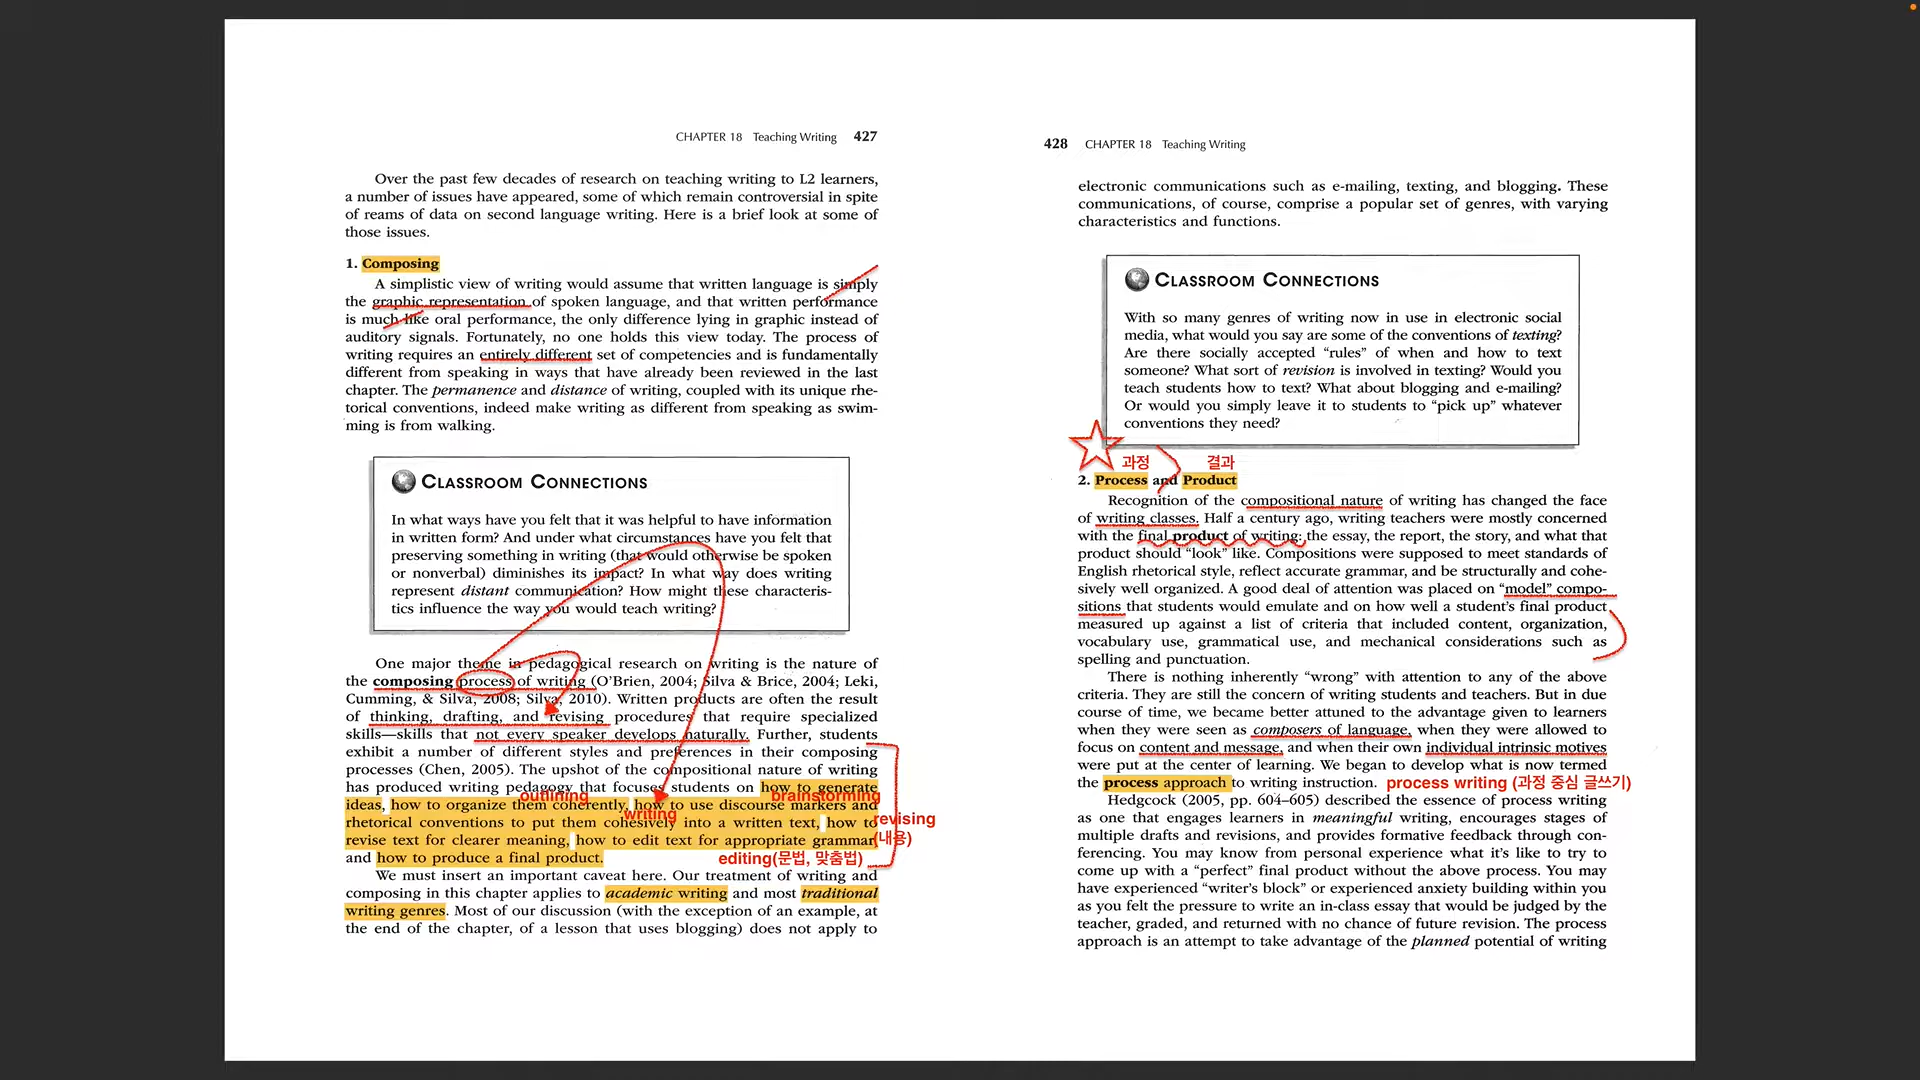 CHAPTER 18 Teaching Writing 427
Over the past few decades of research on teaching writing to L2 learners,
a number of issues have appeared, some of which remain controversial in spite
of reams of data on second language writing. Here is a brief look at some of
those issues.
1. Composing
A simplistic view of writing would assume that written language is simply
the graphic representation of spoken language, and that written performance
is much like oral performance, the only difference lying in graphic instead of
auditory signals. Fortunately, no one holds this view today. The process of
writing requires an entirely different set of competencies and is fundamentally
different from speaking in ways that have already been reviewed in the last
chapter. The permanence and distance of writing, coupled with its unique rhe-
torical conventions, indeed make writing as different from speaking as swim-
ming is from walking.
CLASSROOM CONNECTIONS
In what ways have you felt that it was helpful to have information
in written form? And under what circumstances have you felt that
preserving something in writing (that would otherwise be spoken
or nonverbal) diminishes its impact? In what way does writing
represent distant communication? How might these characteris-
tics influence the way you would teach writing?
One major theme in pedagogical research on writing is the nature of
the composing process of writing (O'Brien, 2004; Silva & Brice, 2004; Leki,
Cumming, & Silva, 2008; Silva, 2010). Written products are often the result
of thinking, drafting, and revising procedures that require specialized
skills—skills that not every speaker develops naturally. Further, students
exhibit a number of different styles and preferences in their composing
processes (Chen, 2005). The upshot of the compositional nature of writing
has produced writing pedagogy that focuses students on how to generate
outlining brainstorming
ideas, how to organize them coherently, how to use discourse markers and
writing
rhetorical conventions to put them cohesively into a written text, how to
revising
(내용)
revise text for clearer meaning, how to edit text for appropriate grammar
and how to produce a final product.
editing(문법, 맞춤법)
We must insert an important caveat here. Our treatment of writing and
composing in this chapter applies to academic writing and most traditional
writing genres. Most of our discussion (with the exception of an example, at
the end of the chapter, of a lesson that uses blogging) does not apply to
428 CHAPTER 18 Teaching Writing
electronic communications such as e-mailing, texting, and blogging. These
communications, of course, comprise a popular set of genres, with varying
characteristics and functions.
CLASSROOM CONNECTIONS
With so many genres of writing now in use in electronic social
media, what would you say are some of the conventions of texting?
Are there socially accepted “rules” of when and how to text
someone? What sort of revision is involved in texting? Would you
teach students how to text? What about blogging and e-mailing?
Or would you simply leave it to students to “pick up” whatever
conventions they need?
과정 결과
2. Process and Product
Recognition of the compositional nature of writing has changed the face
of writing classes. Half a century ago, writing teachers were mostly concerned
with the final product of writing: the essay, the report, the story, and what that
product should “look” like. Compositions were supposed to meet standards of
English rhetorical style, reflect accurate grammar, and be structurally and cohe-
sively well organized. A good deal of attention was placed on “model” compo-
sitions that students would emulate and on how well a student's final product
measured up against a list of criteria that included content, organization,
vocabulary use, grammatical use, and mechanical considerations such as
spelling and punctuation.
There is nothing inherently “wrong” with attention to any of the above
criteria. They are still the concern of writing students and teachers. But in due
course of time, we became better attuned to the advantage given to learners
when they were seen as composers of language, when they were allowed to
focus on content and message, and when their own individual intrinsic motives
were put at the center of learning. We began to develop what is now termed
the process approach to writing instruction. process writing (과정 중심 글쓰기)
Hedgcock (2005, pp. 604–605) described the essence of process writing
as one that engages learners in meaningful writing, encourages stages of
multiple drafts and revisions, and provides formative feedback through con-
ferencing. You may know from personal experience what it's like to try to
come up with a “perfect” final product without the above process. You may
have experienced “writer's block” or experienced anxiety building within you
as you felt the pressure to write an in-class essay that would be judged by the
teacher, graded, and returned with no chance of future revision. The process
approach is an attempt to take advantage of the planned potential of writing